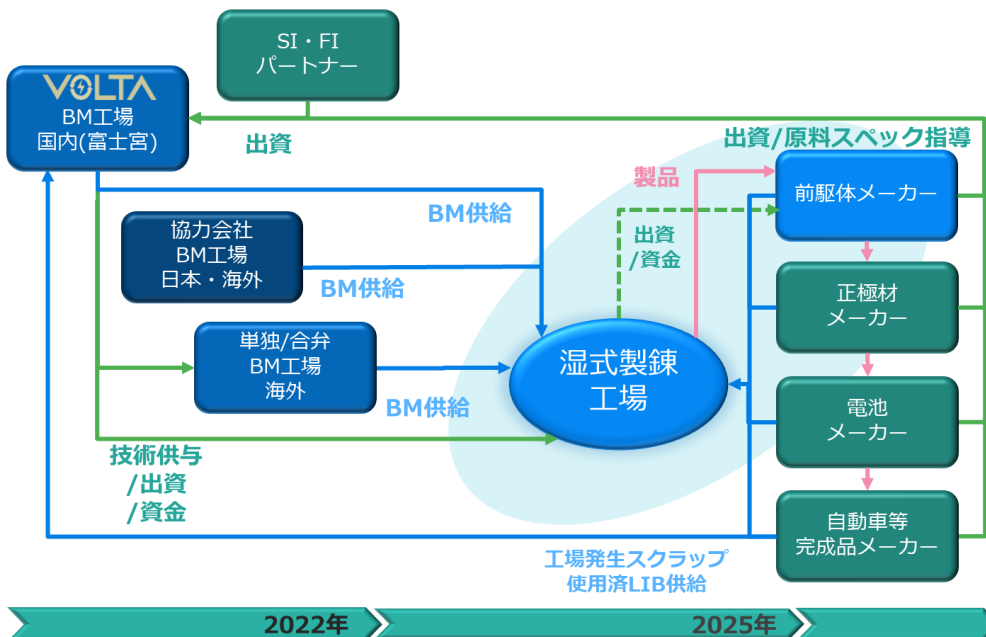 SI・FI
パートナー
VOLTA
BM工場
国内(富士宮)
出資
出資/原料スペック指導
製品
前駆体メーカー
BM供給
協力会社
BM工場
日本・海外
出資
/資金
BM供給
正極材
メーカー
単独/合弁
BM工場
海外
湿式製錬
工場
BM供給
電池
メーカー
技術供与
/出資
/資金
自動車等
完成品メーカー
工場発生スクラップ
使用済LIB供給
2022年
2025年